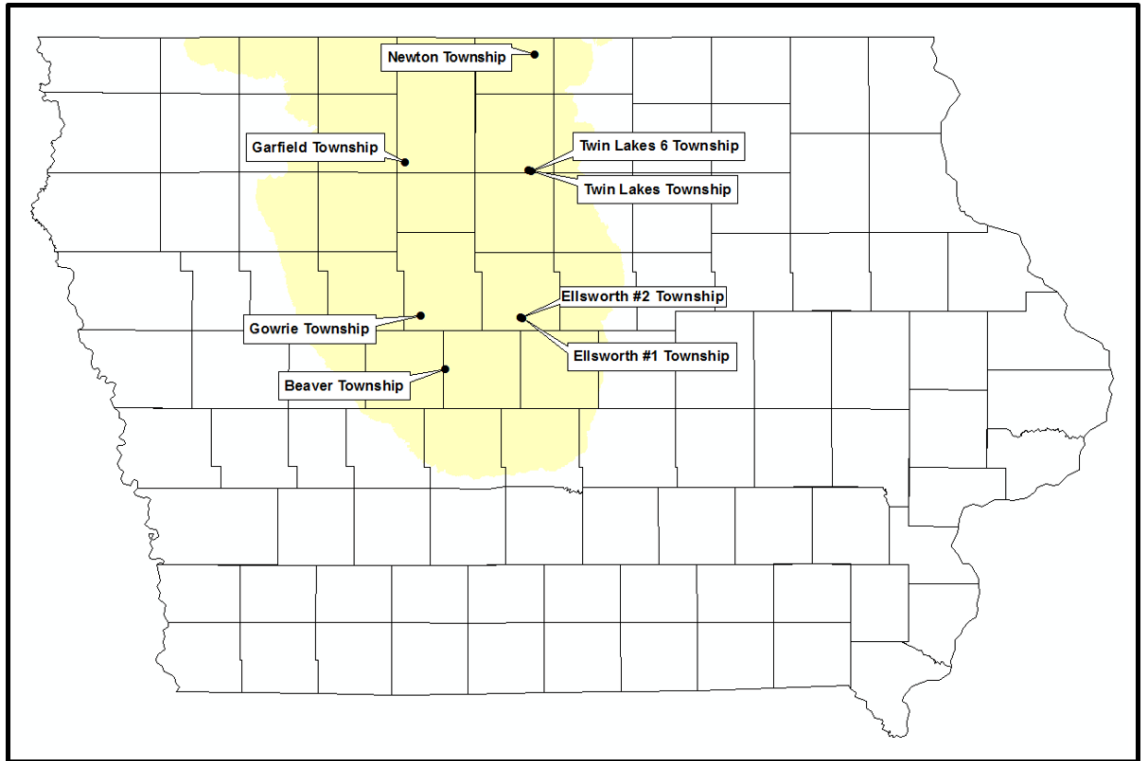 Newton Township
Garfield Township
Twin Lakes 6 Township
Twin Lakes Township
Ellsworth #2 Township
Gowrie Township
Ellsworth #1 Township
Beaver Township